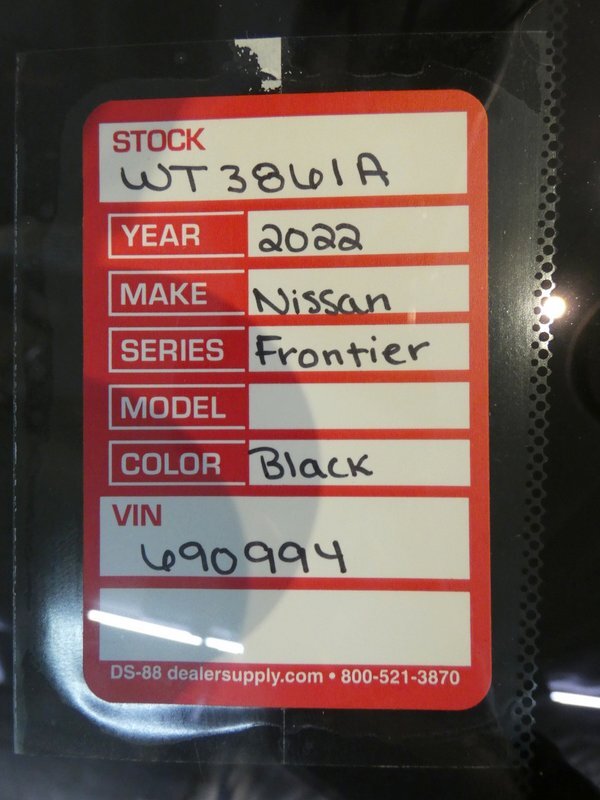 STOCK
WT3861A
YEAR 2022
MAKE Nissan
SERIES Frontier
MODEL
COLOR Black
VIN
690994
DS-88 dealersupply.com • 800-521-3870